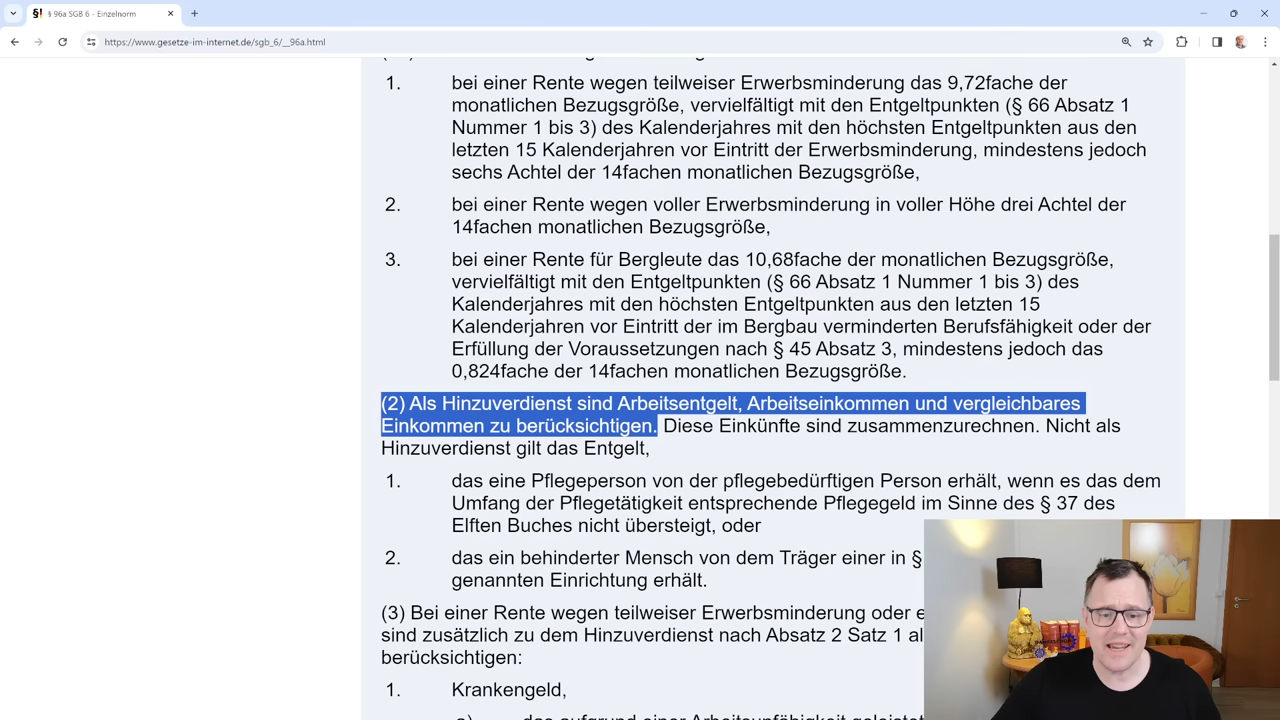 § 96a SGB 6 - Einzelnorm
https://www.gesetze-im-internet.de/sgb_6/__96a.html
1. bei einer Rente wegen teilweiser Erwerbsminderung das 9,72fache der
monatlichen Bezugsgröße, vervielfältigt mit den Entgeltpunkten (§ 66 Absatz 1
Nummer 1 bis 3) des Kalenderjahres mit den höchsten Entgeltpunkten aus den
letzten 15 Kalenderjahren vor Eintritt der Erwerbsminderung, mindestens jedoch
sechs Achtel der 14fachen monatlichen Bezugsgröße,
2. bei einer Rente wegen voller Erwerbsminderung in voller Höhe drei Achtel der
14fachen monatlichen Bezugsgröße,
3. bei einer Rente für Bergleute das 10,68fache der monatlichen Bezugsgröße,
vervielfältigt mit den Entgeltpunkten (§ 66 Absatz 1 Nummer 1 bis 3) des
Kalenderjahres mit den höchsten Entgeltpunkten aus den letzten 15
Kalenderjahren vor Eintritt der im Bergbau verminderten Berufsfähigkeit oder der
Erfüllung der Voraussetzungen nach § 45 Absatz 3, mindestens jedoch das
0,824fache der 14fachen monatlichen Bezugsgröße.
(2) Als Hinzuverdienst sind Arbeitsentgelt, Arbeitseinkommen und vergleichbares
Einkommen zu berücksichtigen. Diese Einkünfte sind zusammenzurechnen. Nicht als
Hinzuverdienst gilt das Entgelt,
1. das eine Pflegeperson von der pflegebedürftigen Person erhält, wenn es das dem
Umfang der Pflegetätigkeit entsprechende Pflegegeld im Sinne des § 37 des
Elften Buches nicht übersteigt, oder
2. das ein behinderter Mensch von dem Träger einer in §
genannten Einrichtung erhält.
(3) Bei einer Rente wegen teilweiser Erwerbsminderung oder e
sind zusätzlich zu dem Hinzuverdienst nach Absatz 2 Satz 1 al
berücksichtigen:
1. Krankengeld,